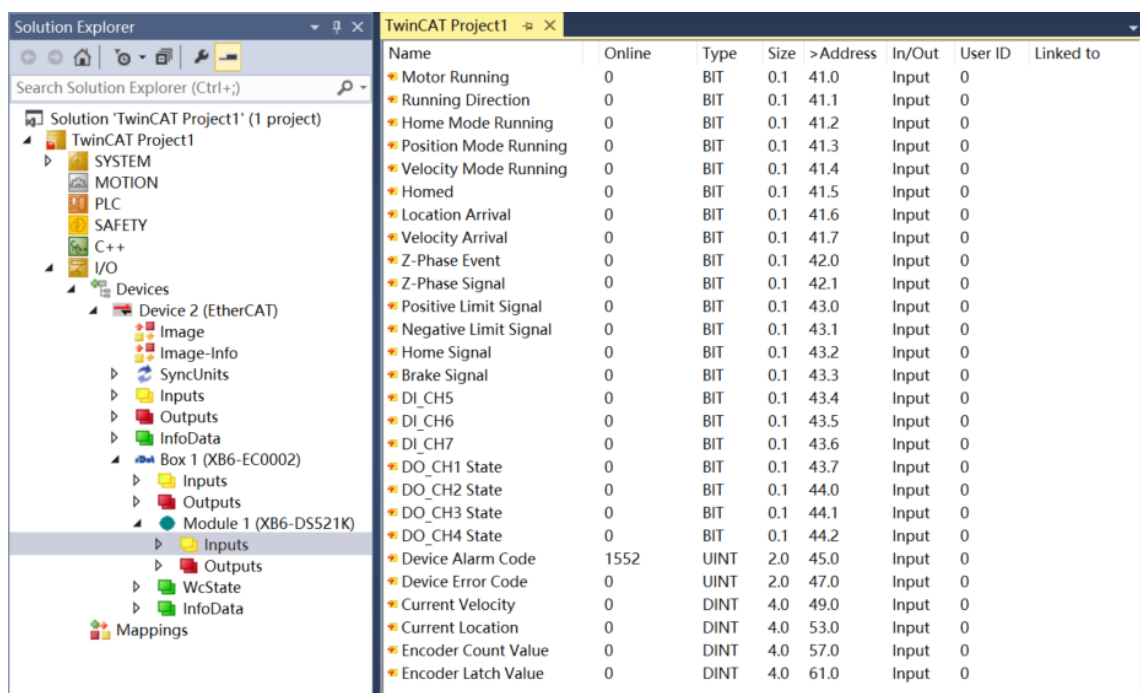 Solution Explorer
Search Solution Explorer (Ctrl+;)
Solution 'TwinCAT Project1' (1 project)
TwinCAT Project1
SYSTEM
MOTION
PLC
SAFETY
C++
I/O
Devices
Device 2 (EtherCAT)
Image
Image-Info
SyncUnits
Inputs
Outputs
InfoData
Box 1 (XB6-EC0002)
Inputs
Outputs
Module 1 (XB6-DS521K)
Inputs
Outputs
WcState
InfoData
Mappings
TwinCAT Project1
Name Online Type Size >Address In/Out User ID Linked to
Motor Running 0 BIT 0.1 41.0 Input 0
Running Direction 0 BIT 0.1 41.1 Input 0
Home Mode Running 0 BIT 0.1 41.2 Input 0
Position Mode Running 0 BIT 0.1 41.3 Input 0
Velocity Mode Running 0 BIT 0.1 41.4 Input 0
Homed 0 BIT 0.1 41.5 Input 0
Location Arrival 0 BIT 0.1 41.6 Input 0
Velocity Arrival 0 BIT 0.1 41.7 Input 0
Z-Phase Event 0 BIT 0.1 42.0 Input 0
Z-Phase Signal 0 BIT 0.1 42.1 Input 0
Positive Limit Signal 0 BIT 0.1 43.0 Input 0
Negative Limit Signal 0 BIT 0.1 43.1 Input 0
Home Signal 0 BIT 0.1 43.2 Input 0
Brake Signal 0 BIT 0.1 43.3 Input 0
DI_CH5 0 BIT 0.1 43.4 Input 0
DI_CH6 0 BIT 0.1 43.5 Input 0
DI_CH7 0 BIT 0.1 43.6 Input 0
DO_CH1 State 0 BIT 0.1 43.7 Input 0
DO_CH2 State 0 BIT 0.1 44.0 Input 0
DO_CH3 State 0 BIT 0.1 44.1 Input 0
DO_CH4 State 0 BIT 0.1 44.2 Input 0
Device Alarm Code 1552 UINT 2.0 45.0 Input 0
Device Error Code 0 UINT 2.0 47.0 Input 0
Current Velocity 0 DINT 4.0 49.0 Input 0
Current Location 0 DINT 4.0 53.0 Input 0
Encoder Count Value 0 DINT 4.0 57.0 Input 0
Encoder Latch Value 0 DINT 4.0 61.0 Input 0